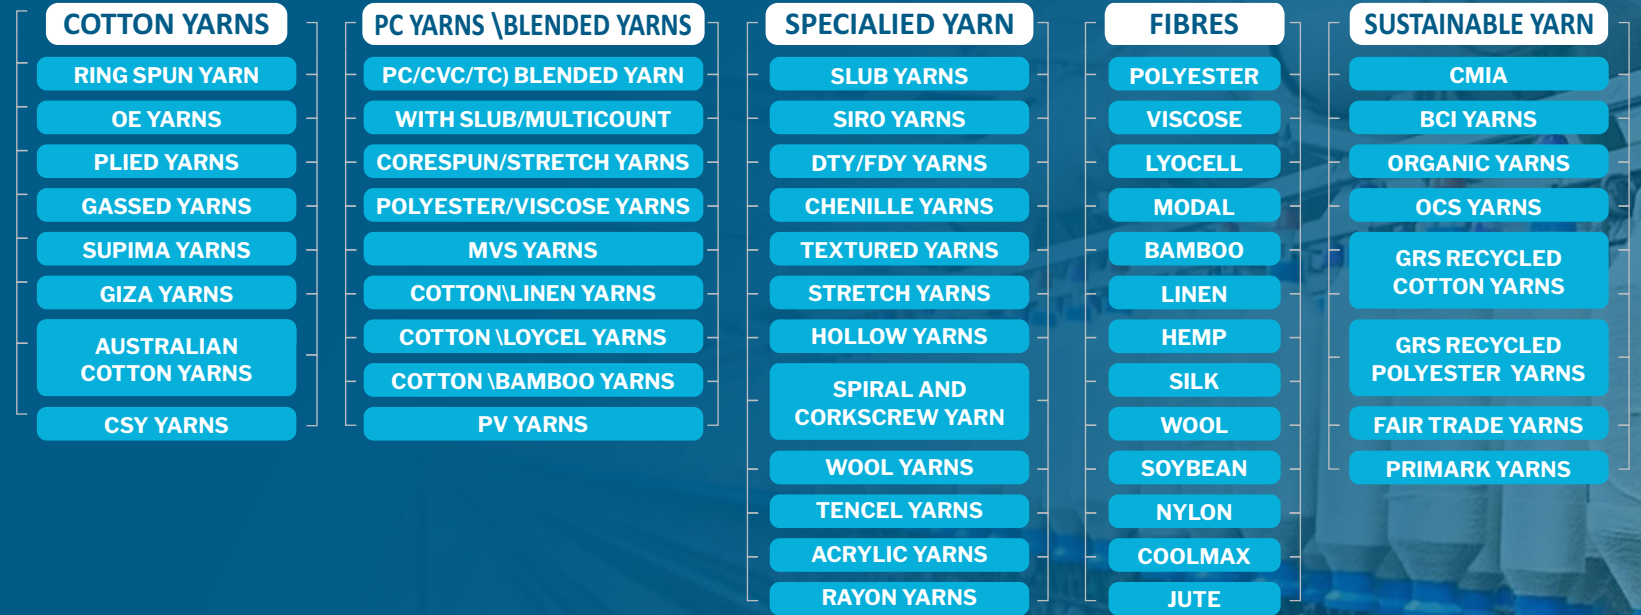 COTTON YARNS
RING SPUN YARN
OE YARNS
PLIED YARNS
GASSED YARNS
SUPIMA YARNS
GIZA YARNS
AUSTRALIAN
COTTON YARNS
CSY YARNS
PC YARNS \BLENDED YARNS
PC/CVC/TC) BLENDED YARN
WITH SLUB/MULTICOUNT
CORESPUN/STRETCH YARNS
POLYESTER/VISCOSE YARNS
MVS YARNS
COTTON\LINEN YARNS
COTTON \LOYCEL YARNS
COTTON \BAMBOO YARNS
PV YARNS
SPECIALIED YARN
SLUB YARNS
SIRO YARNS
DTY/FDY YARNS
CHENILLE YARNS
TEXTURED YARNS
STRETCH YARNS
HOLLOW YARNS
SPIRAL AND
CORKSCREW YARN
WOOL YARNS
TENCEL YARNS
ACRYLIC YARNS
RAYON YARNS
FIBRES
POLYESTER
VISCOSE
LYOCELL
MODAL
BAMBOO
LINEN
HEMP
SILK
WOOL
SOYBEAN
NYLON
COOLMAX
JUTE
SUSTAINABLE YARN
CMIA
BCI YARNS
ORGANIC YARNS
OCS YARNS
GRS RECYCLED
COTTON YARNS
GRS RECYCLED
POLYESTER YARNS
FAIR TRADE YARNS
PRIMARK YARNS